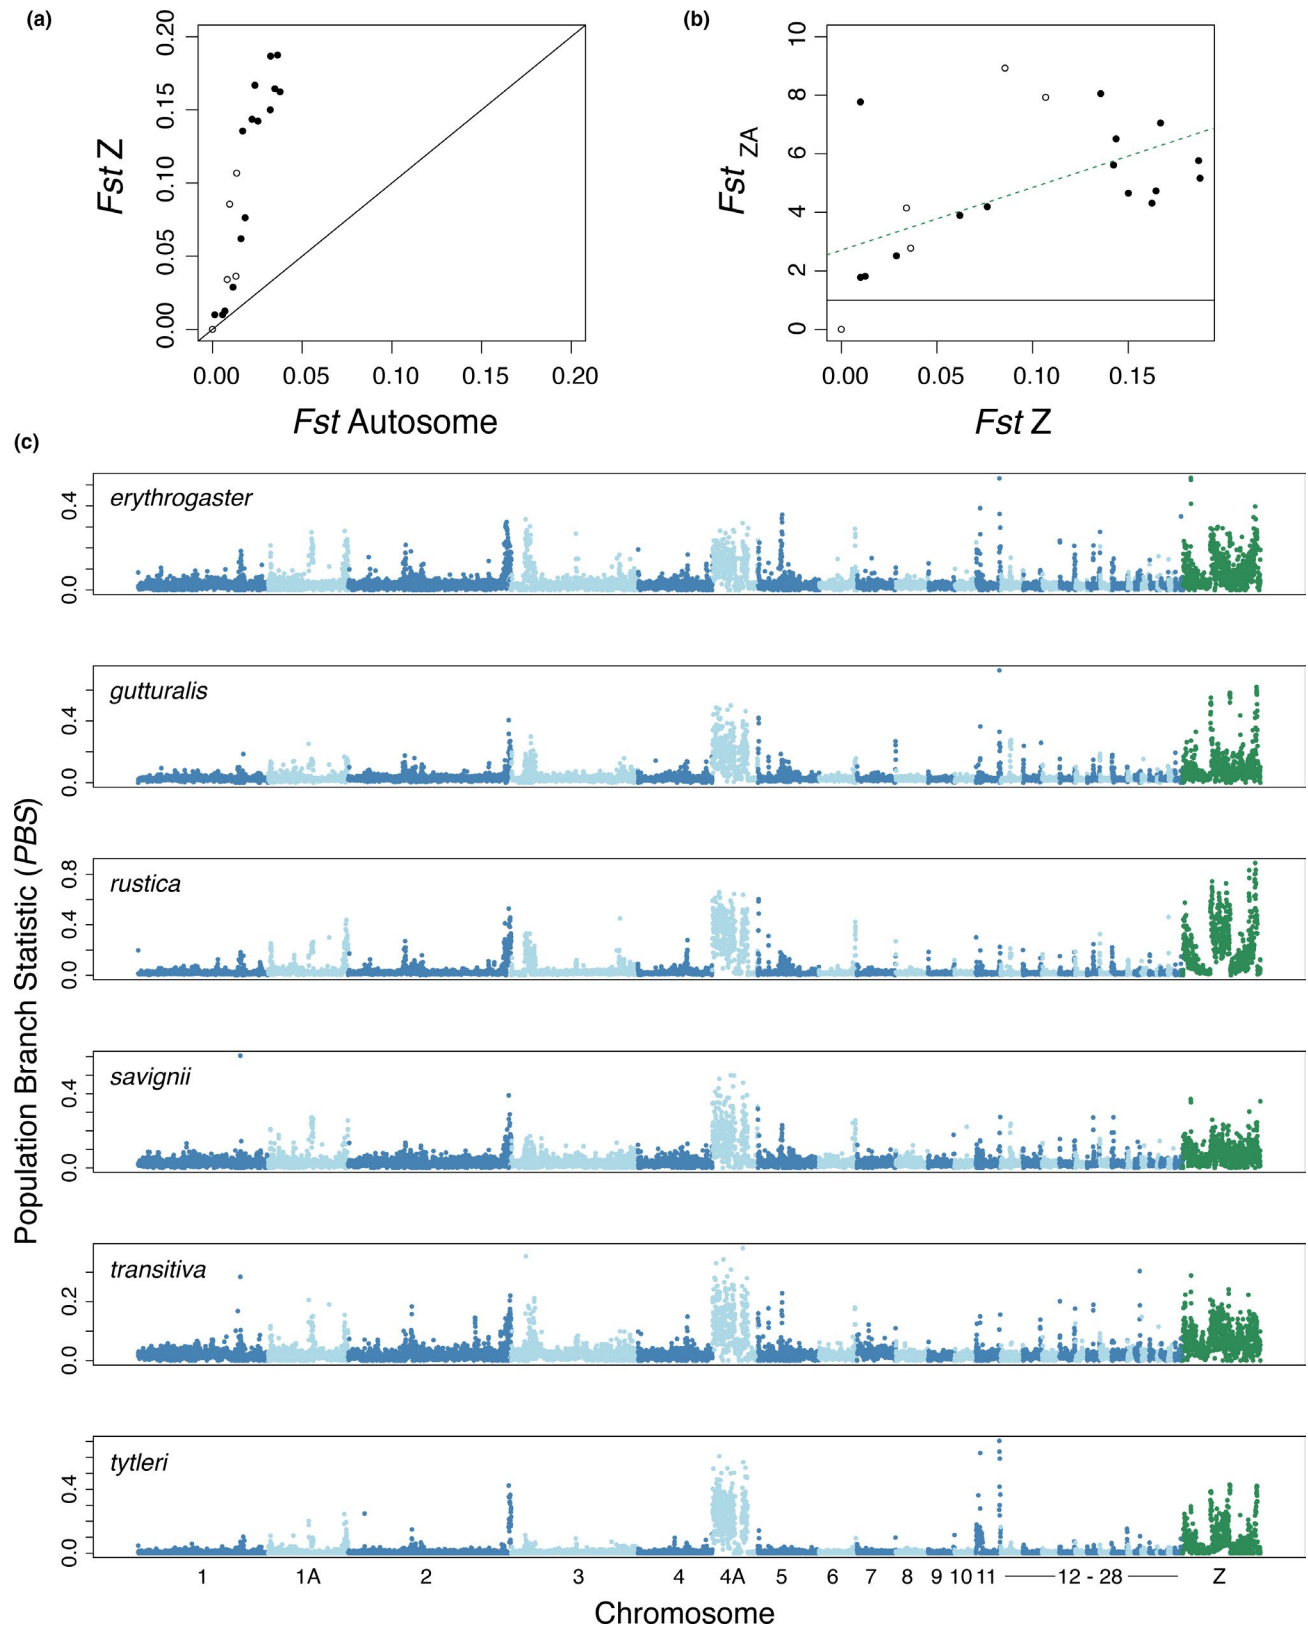 (a)
0.20
0.15
0.10
0.05
0.00
Fst Z
0.00 0.05 0.10 0.15 0.20
Fst Autosome
(b)
10
8
6
4
2
0
Fst ZA
0.00 0.05 0.10 0.15
Fst Z
(c)
Population Branch Statistic (PBS)
erythrogaster
0.4
0.0
gutturalis
0.4
0.0
rustica
0.8
0.4
0.0
savignii
0.4
0.0
transitiva
0.2
0.0
tytleri
0.4
0.0
1 1A 2 3 4 4A 5 6 7 8 9 10 11 12 - 28 Z
Chromosome